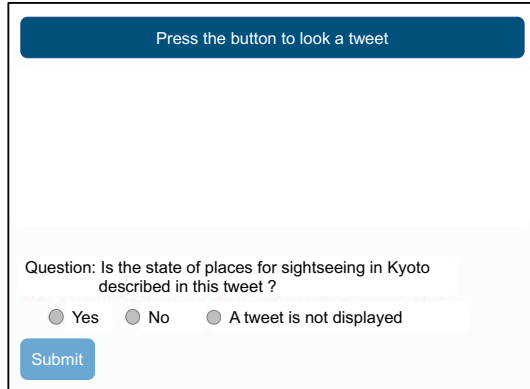 Press the button to look a tweet
Question: Is the state of places for sightseeing in Kyoto
described in this tweet ?
Yes No A tweet is not displayed
Submit